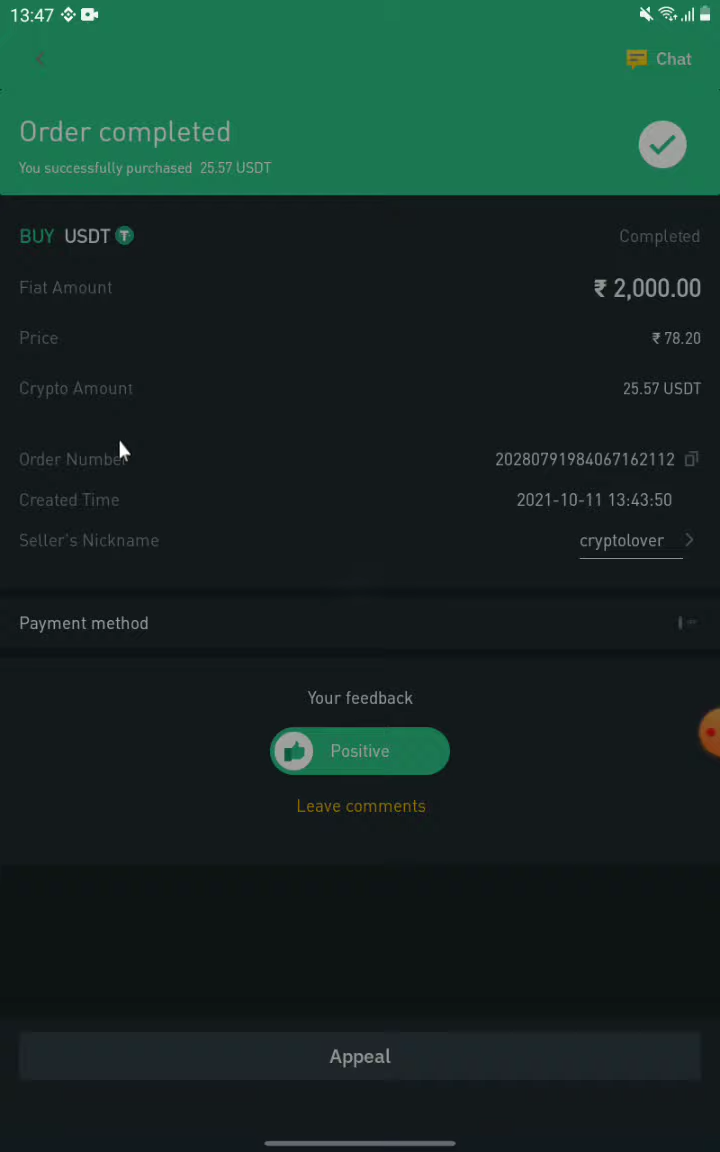 13:47
Chat
Order completed
You successfully purchased 25.57 USDT
BUY USDT
Completed
Fiat Amount
₹ 2,000.00
Price
₹ 78.20
Crypto Amount
25.57 USDT
Order Number
20280791984067162112
Created Time
2021-10-11 13:43:50
Seller's Nickname
cryptolover
Payment method
Your feedback
Positive
Leave comments
Appeal